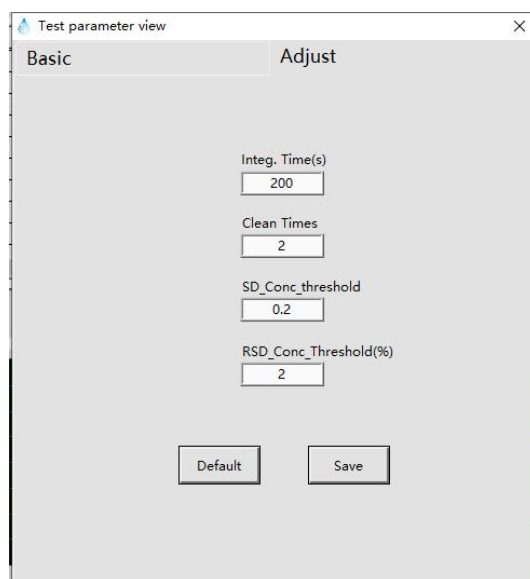 Test parameter view
Basic
Adjust
Integ. Time(s)
200
Clean Times
2
SD_Conc_threshold
0.2
RSD_Conc_Threshold(%)
2
Default
Save